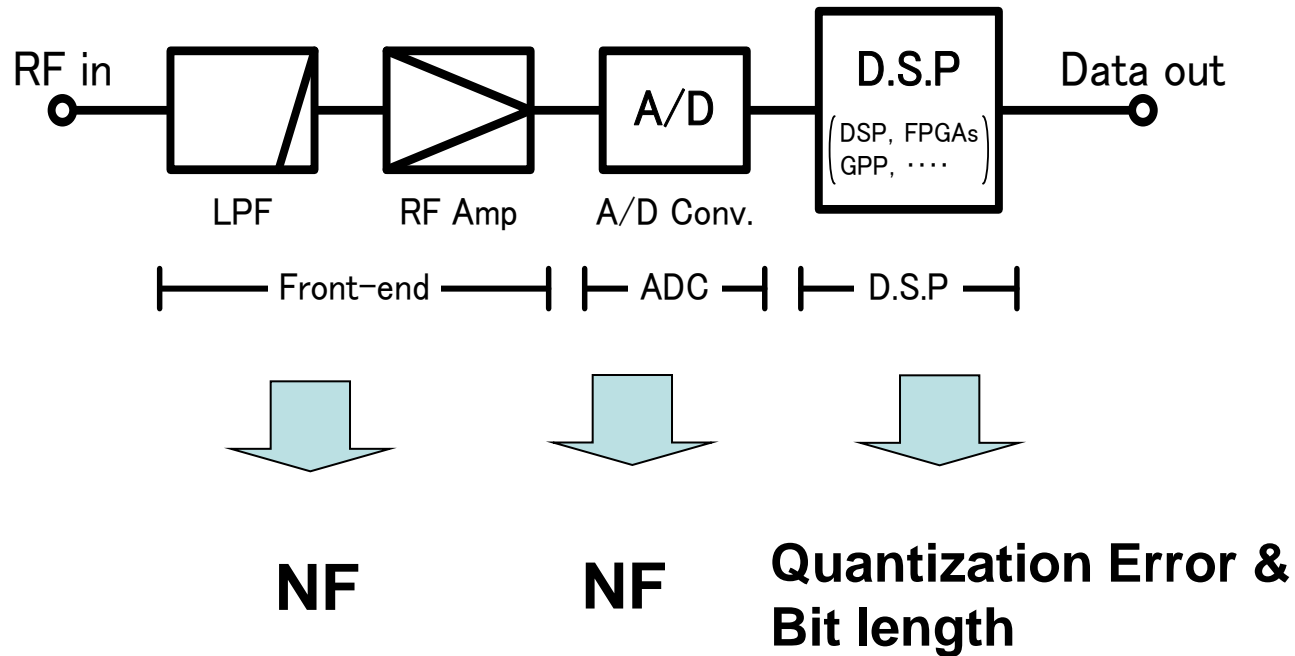 RF in
D.S.P
Data out
A/D
(DSP, FPGAs
GPP, ‥‥)
LPF
RF Amp
A/D Conv.
Front-end
ADC
D.S.P
NF
NF
Quantization Error &
Bit length